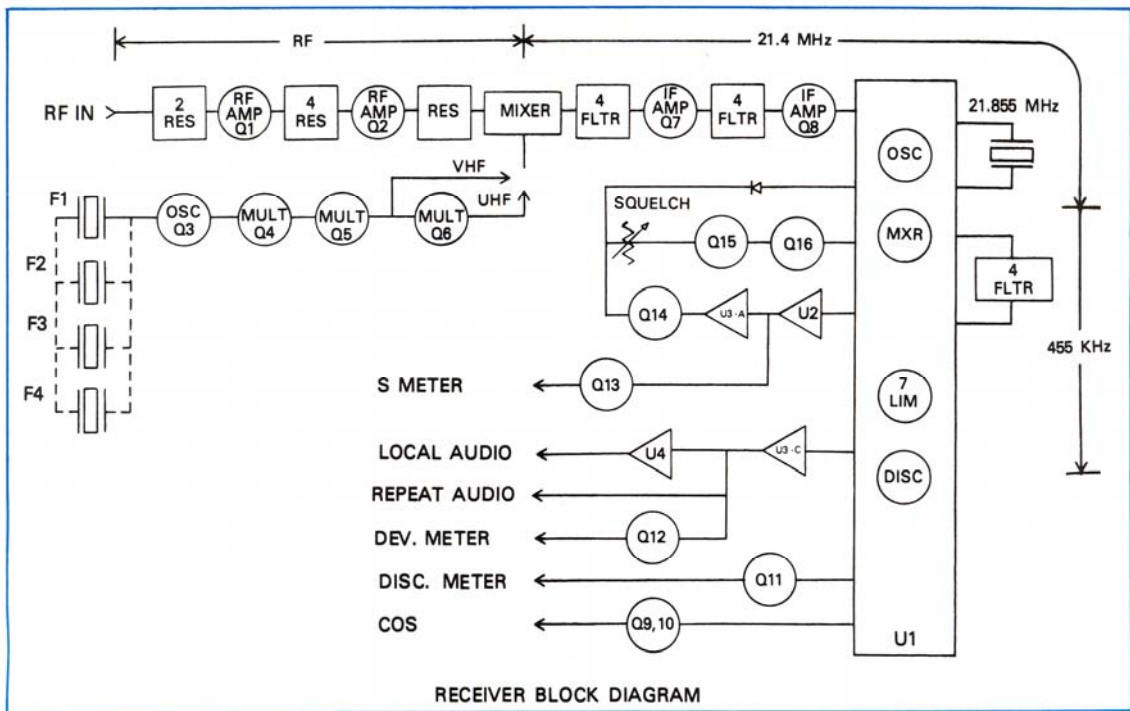 RF
21.4 MHz
RF IN
2 RES
RF AMP Q1
4 RES
RF AMP Q2
RES
MIXER
4 FLTR
IF AMP Q7
4 FLTR
IF AMP Q8
21.855 MHz
OSC
VHF
UHF
F1
OSC Q3
MULT Q4
MULT Q5
MULT Q6
SQUELCH
Q15
Q16
MXR
4 FLTR
F2
F3
F4
Q14
U3-A
U2
455 KHz
S METER
Q13
7 LIM
LOCAL AUDIO
U4
U3-C
DISC
REPEAT AUDIO
DEV. METER
Q12
DISC. METER
Q11
COS
Q9,10
U1
RECEIVER BLOCK DIAGRAM